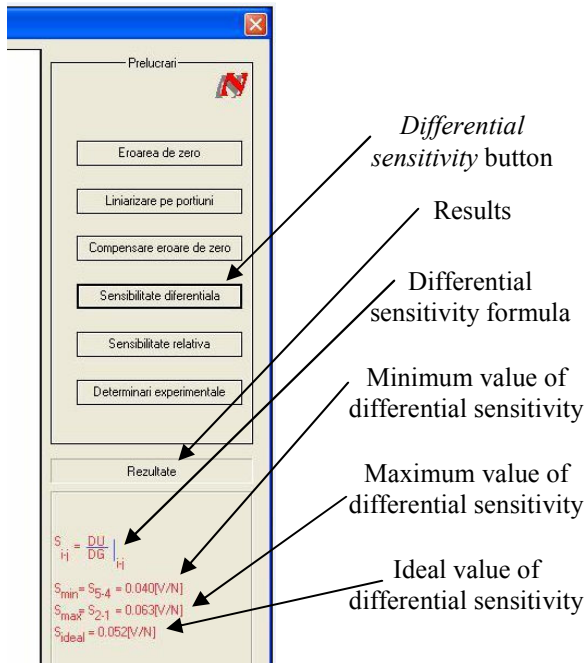 Prelucrari
N
Eroarea de zero
Liniarizare pe portiuni
Compensare eroare de zero
Sensibilitate diferentiala
Sensibilitate relativa
Determinari experimentale
Rezultate
S i-j = DU/DG | i-j
Smin= S5-4 = 0.040[V/N]
Smax= S2-1 = 0.063[V/N]
Sideal = 0.052[V/N]
Differential
sensitivity button
Results
Differential
sensitivity formula
Minimum value of
differential sensitivity
Maximum value of
differential sensitivity
Ideal value of
differential sensitivity